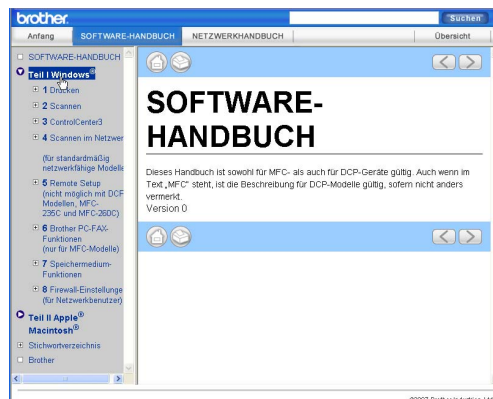 brother
Suchen
Anfang SOFTWARE-HANDBUCH NETZWERKHANDBUCH Übersicht
SOFTWARE-HANDBUCH
Teil I Windows®
1 Drucken
2 Scannen
3 ControlCenter3
4 Scannen im Netzwer
(für standardmäßig
netzwerkfähige Modelle
5 Remote Setup
(nicht möglich mit DCP
Modellen, MFC-
235C und MFC-260C)
6 Brother PC-FAX-
Funktionen
(nur für MFC-Modelle)
7 Speichermedium-
Funktionen
8 Firewall-Einstellunge
(für Netzwerkbenutzer)
Teil II Apple®
Macintosh®
Stichwortverzeichnis
Brother
SOFTWARE-
HANDBUCH
Dieses Handbuch ist sowohl für MFC- als auch für DCP-Geräte gültig. Auch wenn im
Text „MFC" steht, ist die Beschreibung für DCP-Modelle gültig, sofern nicht anders
vermerkt.
Version 0